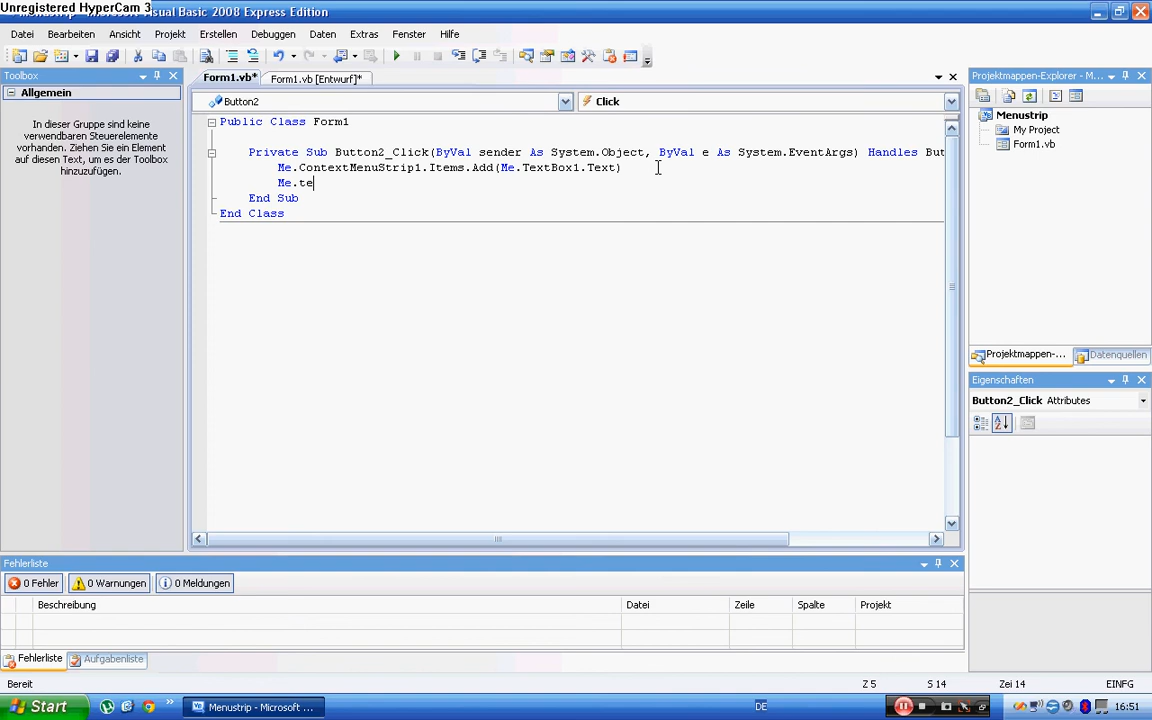 Unregistered HyperCam 3
Menustrip - Microsoft Visual Basic 2008 Express Edition
Datei Bearbeiten Ansicht Projekt Erstellen Debuggen Daten Extras Fenster Hilfe
Toolbox
Allgemein
In dieser Gruppe sind keine
verwendbaren Steuerelemente
vorhanden. Ziehen Sie ein Element
auf diesen Text, um es der Toolbox
hinzuzufügen.
Form1.vb* Form1.vb [Entwurf]*
Button2 Click
Public Class Form1
Private Sub Button2_Click(ByVal sender As System.Object, ByVal e As System.EventArgs) Handles But
Me.ContextMenuStrip1.Items.Add(Me.TextBox1.Text)
Me.te
End Sub
End Class
Projektmappen-Explorer - M...
Menustrip
My Project
Form1.vb
Projektmappen-... Datenquellen
Eigenschaften
Button2_Click Attributes
Fehlerliste
0 Fehler 0 Warnungen 0 Meldungen
Beschreibung Datei Zeile Spalte Projekt
Fehlerliste Aufgabenliste
Bereit Z 5 S 14 Zei 14 EINFG
Start Menustrip - Microsoft ... DE 16:51